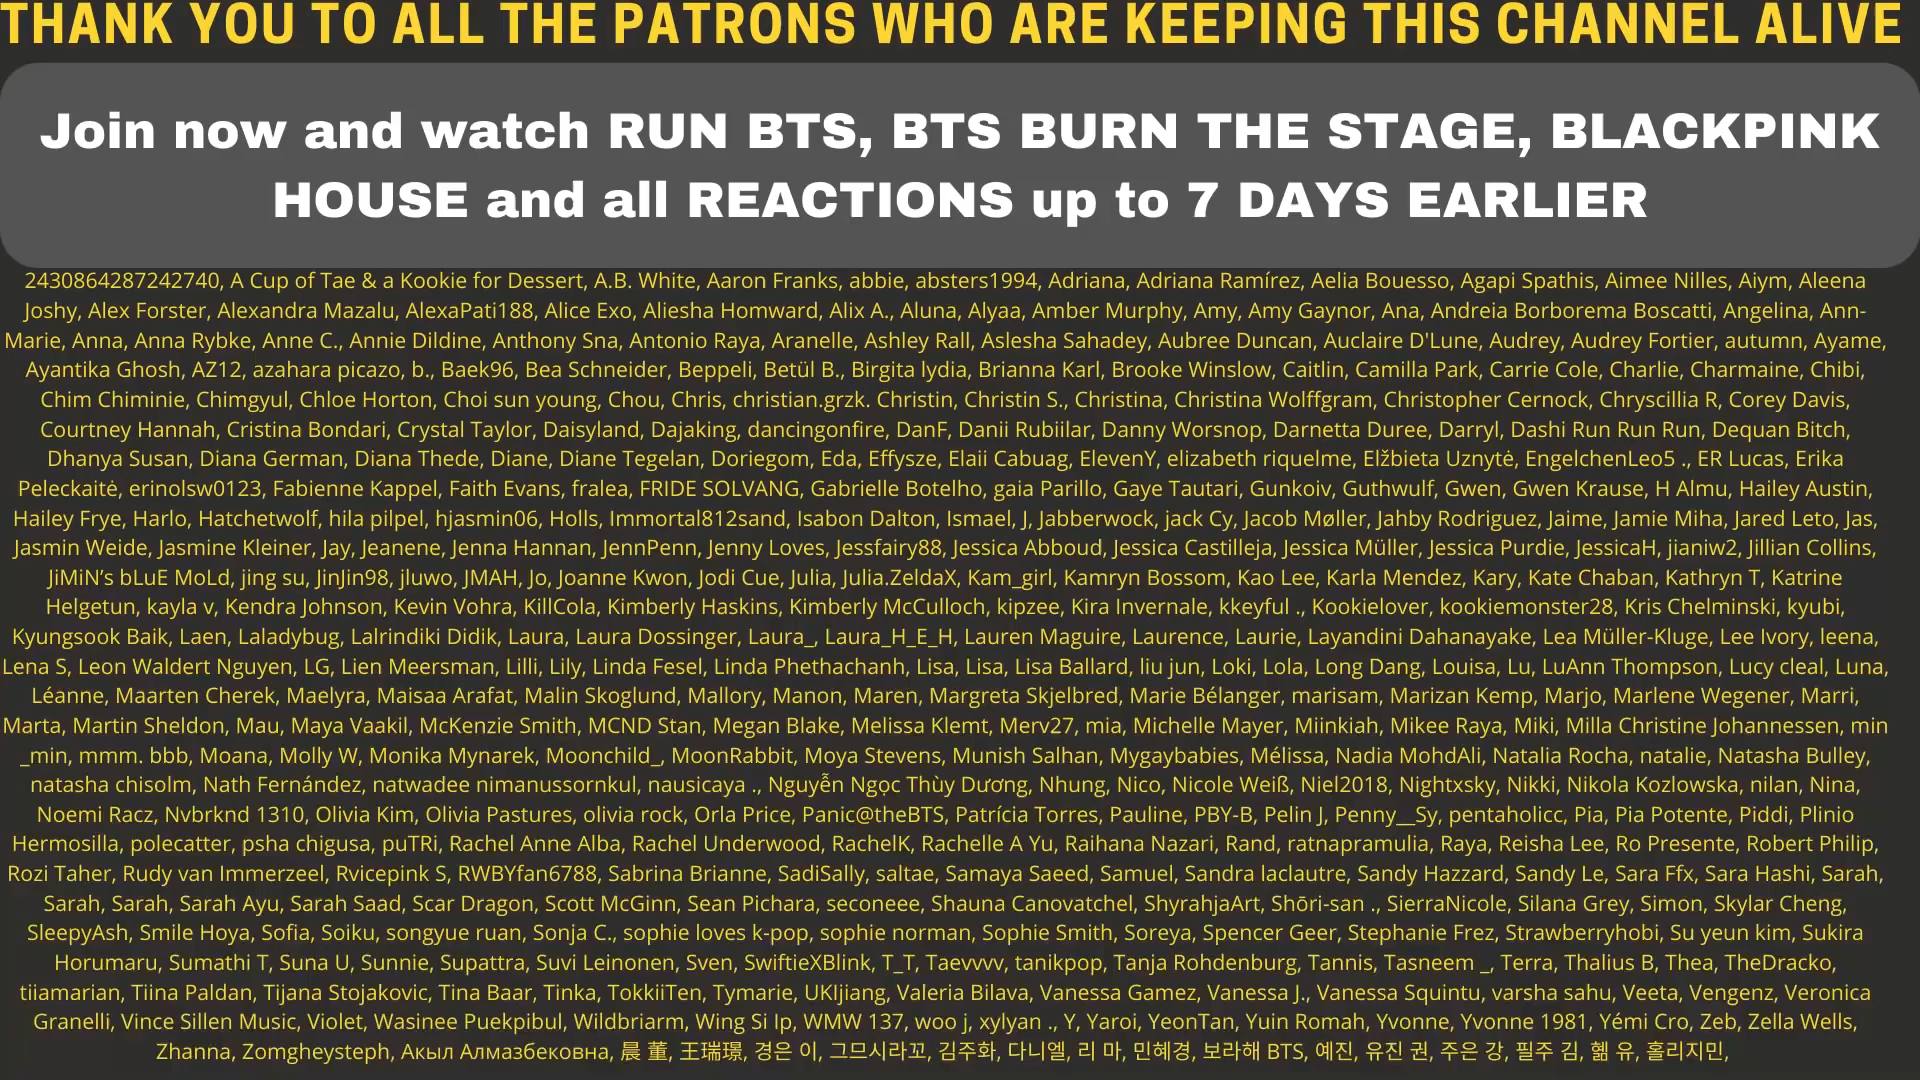 THANK YOU TO ALL THE PATRONS WHO ARE KEEPING THIS CHANNEL ALIVE
Join now and watch RUN BTS, BTS BURN THE STAGE, BLACKPINK
HOUSE and all REACTIONS up to 7 DAYS EARLIER
2430864287242740, A Cup of Tae & a Kookie for Dessert, A.B. White, Aaron Franks, abbie, absters1994, Adriana, Adriana Ramírez, Aelia Bouesso, Agapi Spathis, Aimee Nilles, Aiym, Aleena
Joshy, Alex Forster, Alexandra Mazalu, AlexaPati188, Alice Exo, Aliesha Homward, Alix A., Aluna, Alyaa, Amber Murphy, Amy, Amy Gaynor, Ana, Andreia Borborema Boscatti, Angelina, Ann-
Marie, Anna, Anna Rybke, Anne C., Annie Dildine, Anthony Sna, Antonio Raya, Aranelle, Ashley Rall, Aslesha Sahadey, Aubree Duncan, Auclaire D'Lune, Audrey, Audrey Fortier, autumn, Ayame,
Ayantika Ghosh, AZ12, azahara picazo, b., Baek96, Bea Schneider, Beppeli, Betül B., Birgita lydia, Brianna Karl, Brooke Winslow, Caitlin, Camilla Park, Carrie Cole, Charlie, Charmaine, Chibi,
Chim Chiminie, Chimgyul, Chloe Horton, Choi sun young, Chou, Chris, christian.grzk. Christin, Christin S., Christina, Christina Wolffgram, Christopher Cernock, Chryscillia R, Corey Davis,
Courtney Hannah, Cristina Bondari, Crystal Taylor, Daisyland, Dajaking, dancingonfire, DanF, Danii Rubiilar, Danny Worsnop, Darnetta Duree, Darryl, Dashi Run Run Run, Dequan Bitch,
Dhanya Susan, Diana German, Diana Thede, Diane, Diane Tegelan, Doriegom, Eda, Effysze, Elaii Cabuag, ElevenY, elizabeth riquelme, Elžbieta Uznytė, EngelchenLeo5 ., ER Lucas, Erika
Peleckaitė, erinolsw0123, Fabienne Kappel, Faith Evans, fralea, FRIDE SOLVANG, Gabrielle Botelho, gaia Parillo, Gaye Tautari, Gunkoiv, Guthwulf, Gwen, Gwen Krause, H Almu, Hailey Austin,
Hailey Frye, Harlo, Hatchetwolf, hila pilpel, hjasmin06, Holls, Immortal812sand, Isabon Dalton, Ismael, J, Jabberwock, jack Cy, Jacob Møller, Jahby Rodriguez, Jaime, Jamie Miha, Jared Leto, Jas,
Jasmin Weide, Jasmine Kleiner, Jay, Jeanene, Jenna Hannan, JennPenn, Jenny Loves, Jessfairy88, Jessica Abboud, Jessica Castilleja, Jessica Müller, Jessica Purdie, JessicaH, jianiw2, Jillian Collins,
JiMiN’s bLuE MoLd, jing su, JinJin98, jluwo, JMAH, Jo, Joanne Kwon, Jodi Cue, Julia, Julia.ZeldaX, Kam_girl, Kamryn Bossom, Kao Lee, Karla Mendez, Kary, Kate Chaban, Kathryn T, Katrine
Helgetun, kayla v, Kendra Johnson, Kevin Vohra, KillCola, Kimberly Haskins, Kimberly McCulloch, kipzee, Kira Invernale, kkeyful ., Kookielover, kookiemonster28, Kris Chelminski, kyubi,
Kyungsook Baik, Laen, Laladybug, Lalrindiki Didik, Laura, Laura Dossinger, Laura_, Laura_H_E_H, Lauren Maguire, Laurence, Laurie, Layandini Dahanayake, Lea Müller-Kluge, Lee Ivory, leena,
Lena S, Leon Waldert Nguyen, LG, Lien Meersman, Lilli, Lily, Linda Fesel, Linda Phethachanh, Lisa, Lisa, Lisa Ballard, liu jun, Loki, Lola, Long Dang, Louisa, Lu, LuAnn Thompson, Lucy cleal, Luna,
Léanne, Maarten Cherek, Maelyra, Maisaa Arafat, Malin Skoglund, Mallory, Manon, Maren, Margreta Skjelbred, Marie Bélanger, marisam, Marizan Kemp, Marjo, Marlene Wegener, Marri,
Marta, Martin Sheldon, Mau, Maya Vaakil, McKenzie Smith, MCND Stan, Megan Blake, Melissa Klemt, Merv27, mia, Michelle Mayer, Miinkiah, Mikee Raya, Miki, Milla Christine Johannessen, min
_min, mmm. bbb, Moana, Molly W, Monika Mynarek, Moonchild_, MoonRabbit, Moya Stevens, Munish Salhan, Mygaybabies, Mélissa, Nadia MohdAli, Natalia Rocha, natalie, Natasha Bulley,
natasha chisolm, Nath Fernández, natwadee nimanussornkul, nausicaya ., Nguyễn Ngọc Thùy Dương, Nhung, Nico, Nicole Weiß, Niel2018, Nightxsky, Nikki, Nikola Kozlowska, nilan, Nina,
Noemi Racz, Nvbrknd 1310, Olivia Kim, Olivia Pastures, olivia rock, Orla Price, Panic@theBTS, Patrícia Torres, Pauline, PBY-B, Pelin J, Penny__Sy, pentaholicc, Pia, Pia Potente, Piddi, Plinio
Hermosilla, polecatter, psha chigusa, puTRi, Rachel Anne Alba, Rachel Underwood, RachelK, Rachelle A Yu, Raihana Nazari, Rand, ratnapramulia, Raya, Reisha Lee, Ro Presente, Robert Philip,
Rozi Taher, Rudy van Immerzeel, Rvicepink S, RWBYfan6788, Sabrina Brianne, SadiSally, saltae, Samaya Saeed, Samuel, Sandra laclautre, Sandy Hazzard, Sandy Le, Sara Ffx, Sara Hashi, Sarah,
Sarah, Sarah, Sarah Ayu, Sarah Saad, Scar Dragon, Scott McGinn, Sean Pichara, seconeee, Shauna Canovatchel, ShyrahjaArt, Shōri-san ., SierraNicole, Silana Grey, Simon, Skylar Cheng,
SleepyAsh, Smile Hoya, Sofia, Soiku, songyue ruan, Sonja C., sophie loves k-pop, sophie norman, Sophie Smith, Soreya, Spencer Geer, Stephanie Frez, Strawberryhobi, Su yeun kim, Sukira
Horumaru, Sumathi T, Suna U, Sunnie, Supattra, Suvi Leinonen, Sven, SwiftieXBlink, T_T, Taevvvv, tanikpop, Tanja Rohdenburg, Tannis, Tasneem _, Terra, Thalius B, Thea, TheDracko,
tiiamarian, Tiina Paldan, Tijana Stojakovic, Tina Baar, Tinka, TokkiiTen, Tymarie, UKIjiang, Valeria Bilava, Vanessa Gamez, Vanessa J., Vanessa Squintu, varsha sahu, Veeta, Vengenz, Veronica
Granelli, Vince Sillen Music, Violet, Wasinee Puekpibul, Wildbriarm, Wing Si Ip, WMW 137, woo j, xylyan ., Y, Yaroi, YeonTan, Yuin Romah, Yvonne, Yvonne 1981, Yémi Cro, Zeb, Zella Wells,
Zhanna, Zomgheysteph, Акыл Алмазбековна, 晨 董, 王瑞璟, 경은 이, 그므시라꼬, 김주화, 다니엘, 리 마, 민혜경, 보라해 BTS, 예진, 유진 권, 주은 강, 필주 김, 혦 유, 홀리지민,